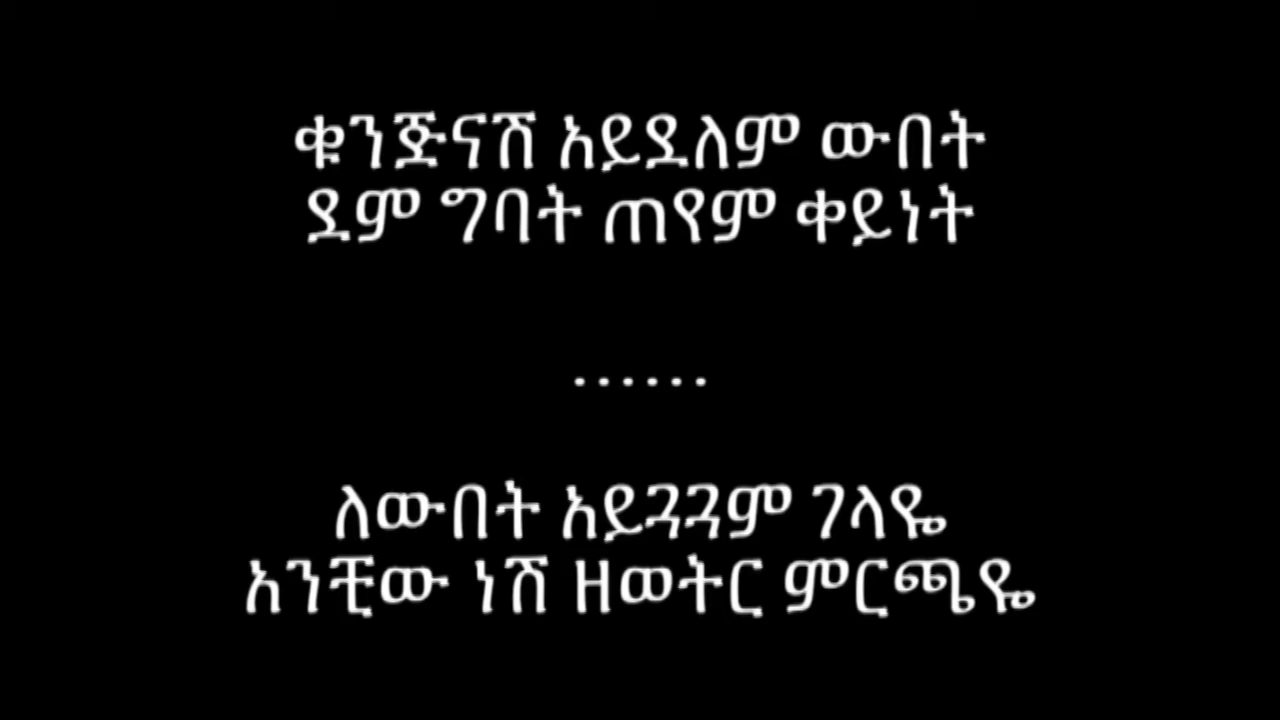 ቁንጅናሽ አይደለም ውበት
ደም ግባት ጠየም ቀይነት
......
ለውበት አይጓጓም ገላዬ
አንቺው ነሽ ዘወትር ምርጫዬ